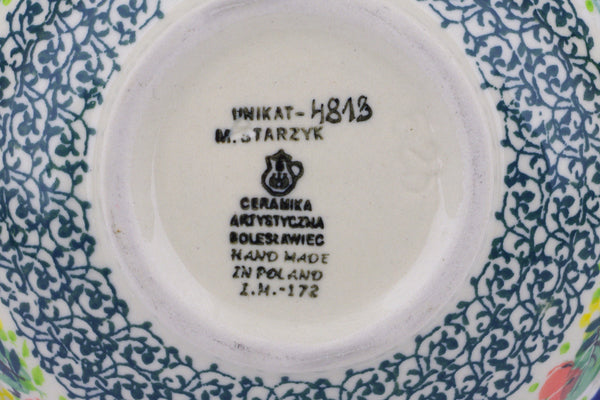 UNIKAT-4813
M. STARZYK
CERAMIKA
ARTYSTYCZNA
BOLESŁAWIEC
HAND MADE
IN POLAND
I.H.-172